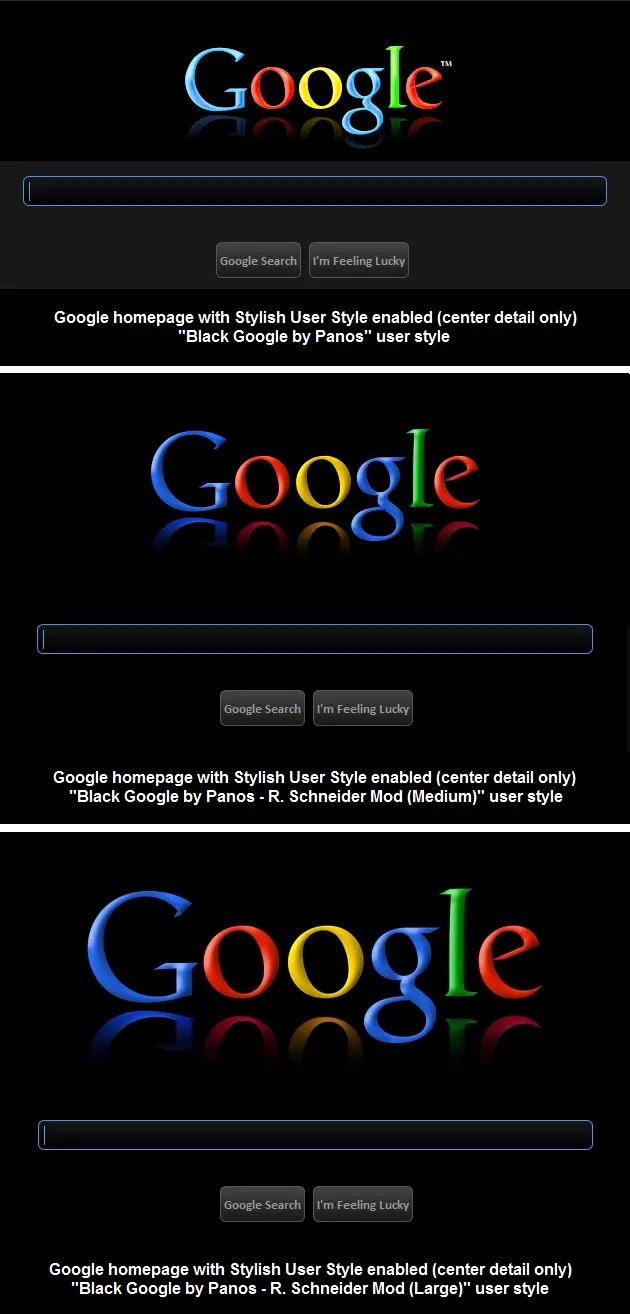 Google™
Google Search I'm Feeling Lucky
Google homepage with Stylish User Style enabled (center detail only)
"Black Google by Panos" user style
Google
Google Search I'm Feeling Lucky
Google homepage with Stylish User Style enabled (center detail only)
"Black Google by Panos - R. Schneider Mod (Medium)" user style
Google
Google Search I'm Feeling Lucky
Google homepage with Stylish User Style enabled (center detail only)
"Black Google by Panos - R. Schneider Mod (Large)" user style